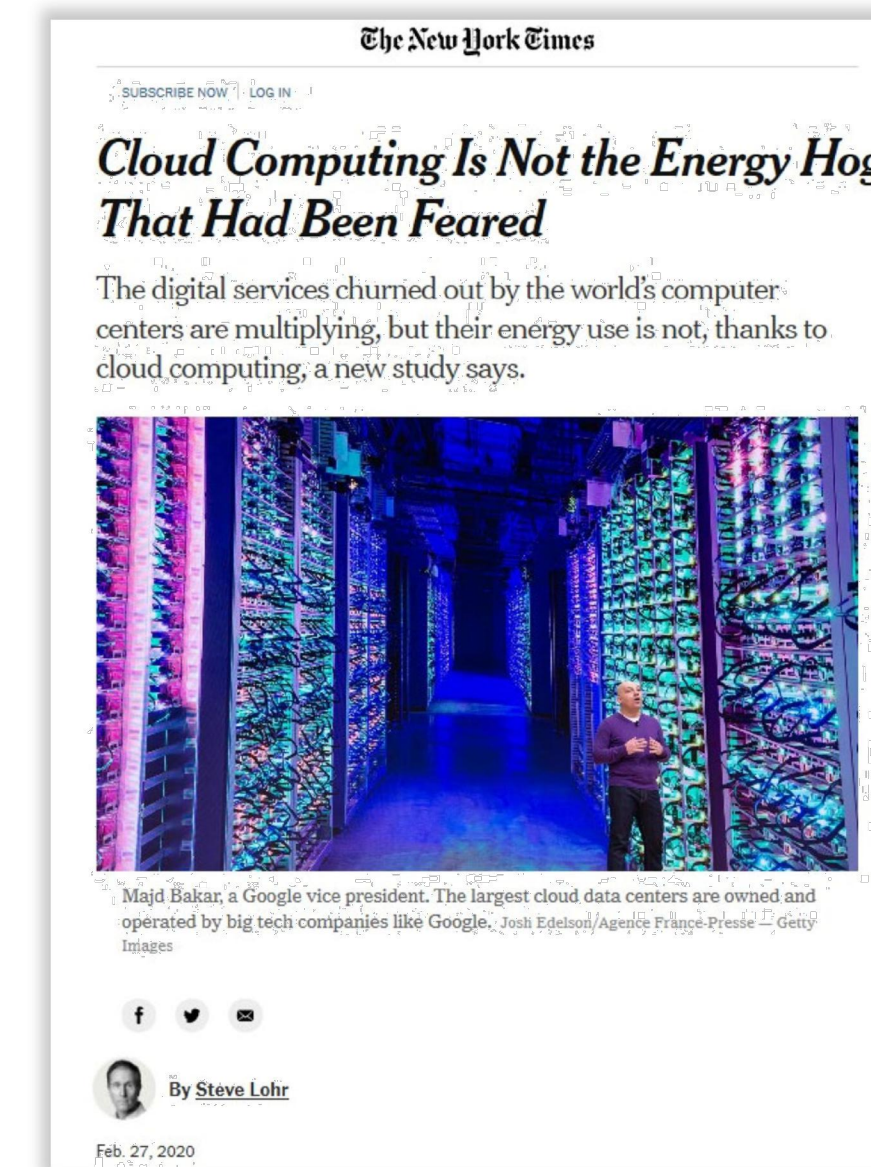 The New York Times
SUBSCRIBE NOW | LOG IN
Cloud Computing Is Not the Energy Hog
That Had Been Feared
The digital services churned out by the world's computer
centers are multiplying, but their energy use is not, thanks to
cloud computing, a new study says.
Majd Bakar, a Google vice president. The largest cloud data centers are owned and
operated by big tech companies like Google. Josh Edelson/Agence France-Presse — Getty
Images
By Steve Lohr
Feb. 27, 2020